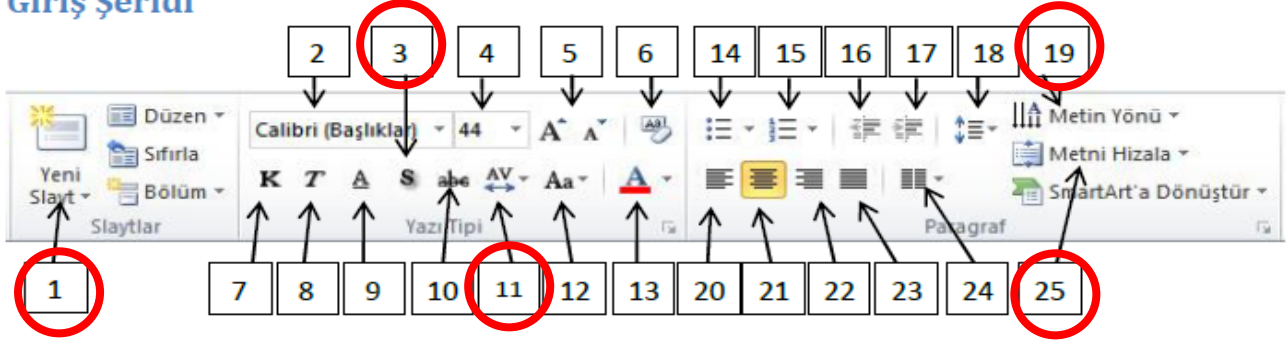 Giriş Şeridi
2 3 4 5 6 14 15 16 17 18 19
Düzen
Calibri (Başlıklar) 44 A A Aa Metin Yönü
Sıfırla
Metni Hizala
Yeni
Slayt
Bölüm
K T A S abc AV Aa A
SmartArt'a Dönüştür
Slaytlar Yazı Tipi Paragraf
1 7 8 9 10 11 12 13 20 21 22 23 24 25